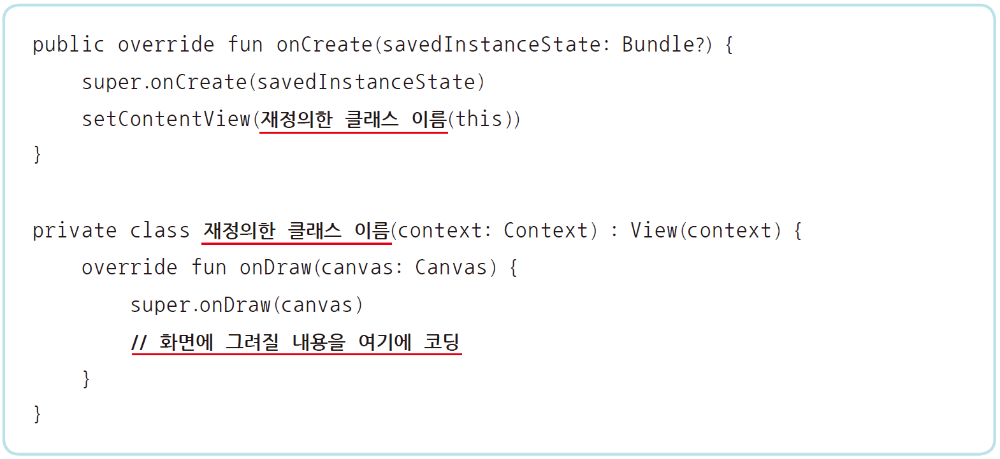 public override fun onCreate(savedInstanceState: Bundle?) {
    super.onCreate(savedInstanceState)
    setContentView(재정의한 클래스 이름(this))
}

private class 재정의한 클래스 이름(context: Context) : View(context) {
    override fun onDraw(canvas: Canvas) {
        super.onDraw(canvas)
        // 화면에 그려질 내용을 여기에 코딩
    }
}